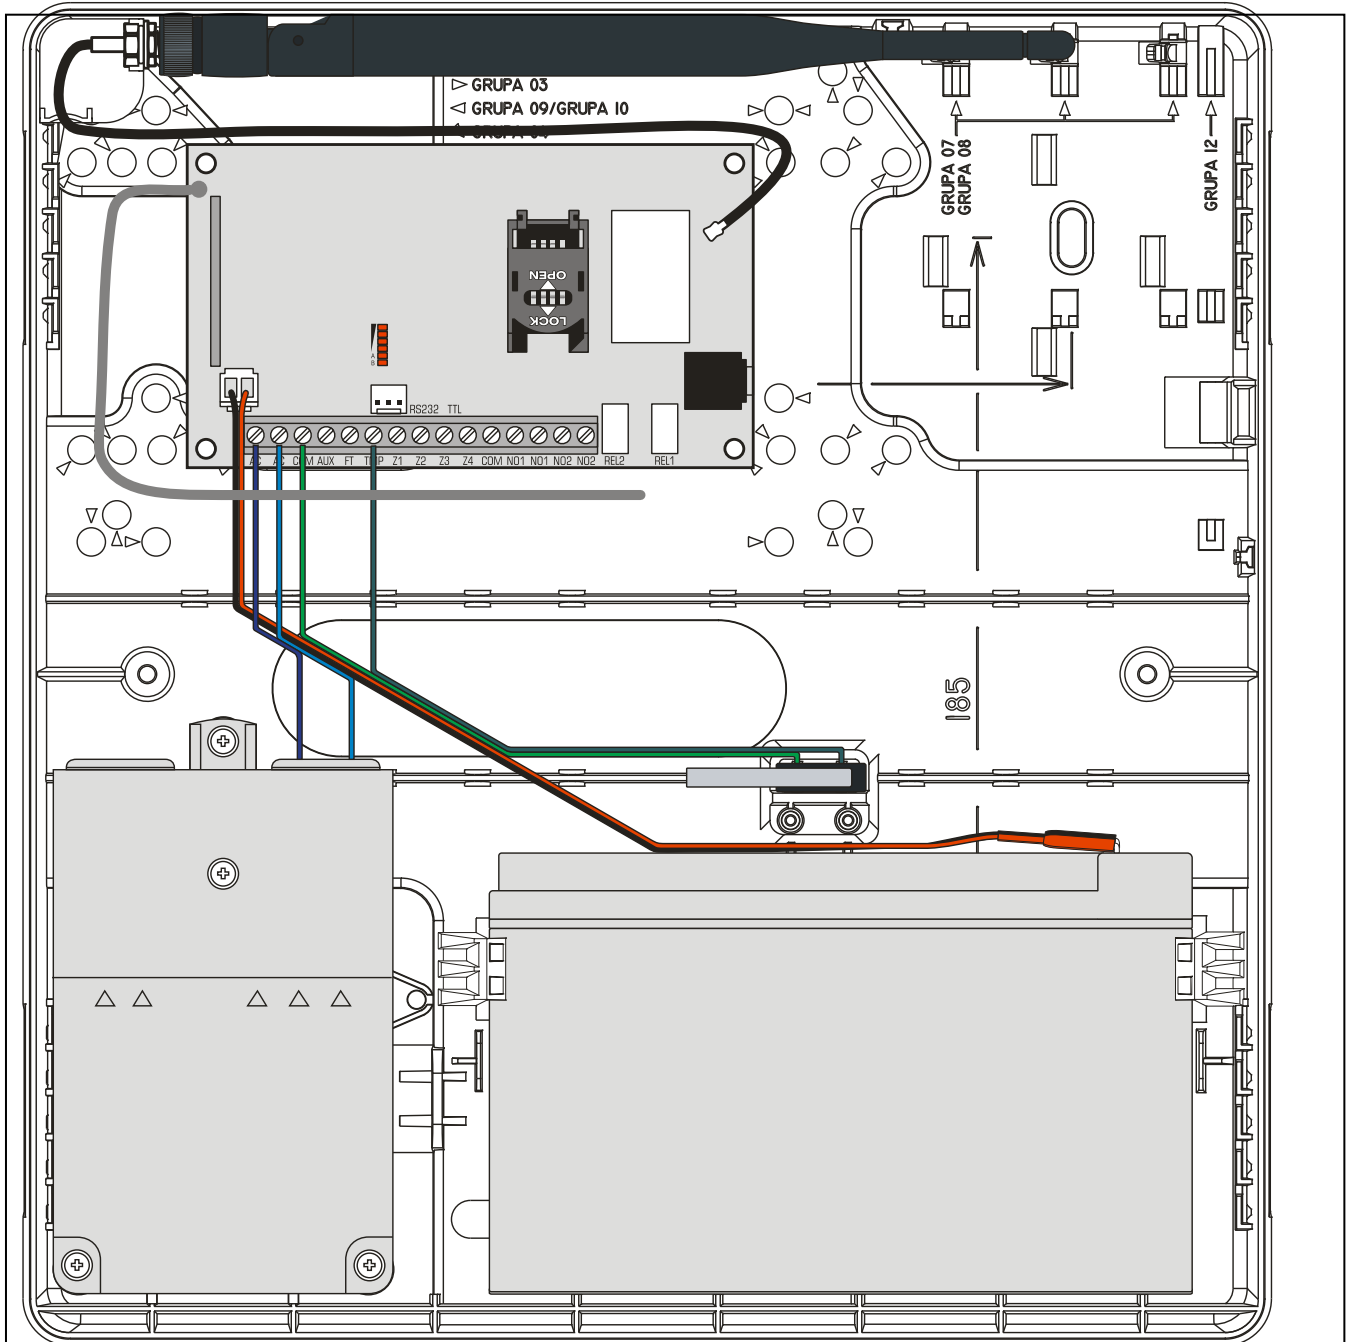 GRUPA 03
GRUPA 09/GRUPA 10
GRUPA 07
GRUPA 08
GRUPA 12
OPEN
LOCK
A
B
RS232 TTL
AC AC COM AUX FT TMP Z1 Z2 Z3 Z4 COM NO1 NO1 NO2 NO2 REL2 REL1
185